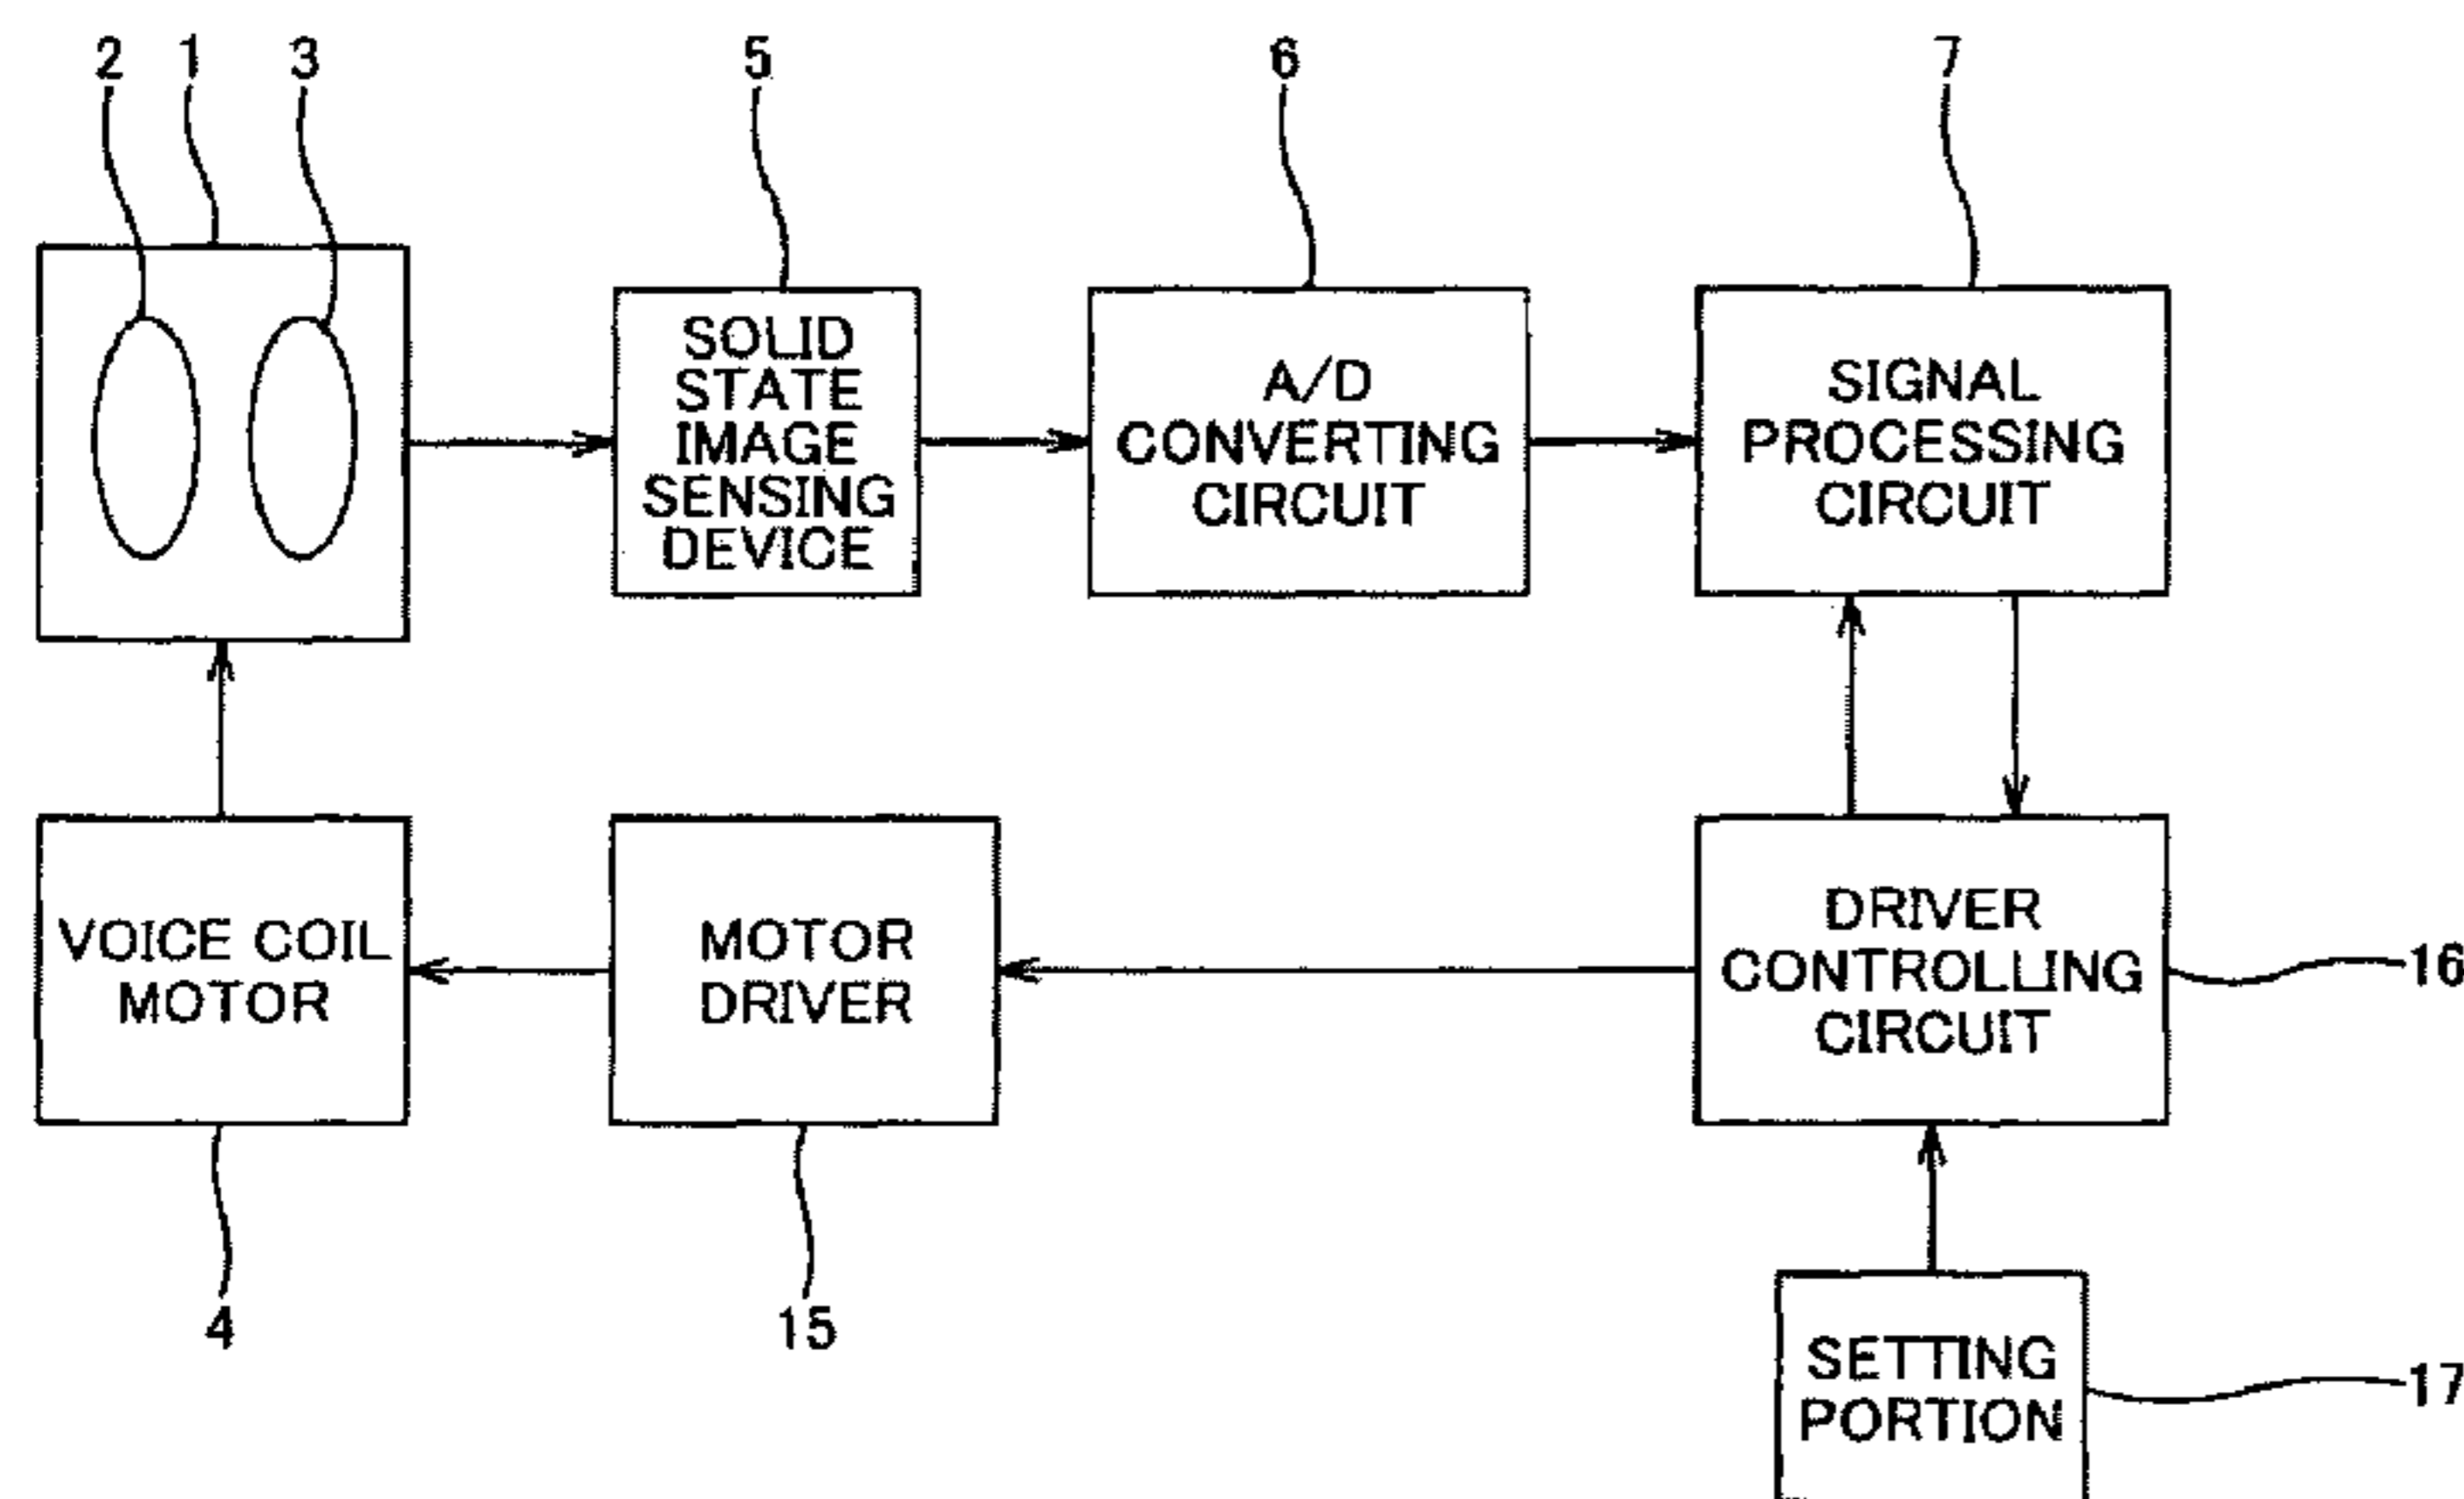 2 1 3 5 6 7
SOLID
STATE
IMAGE
SENSING
DEVICE
A/D
CONVERTING
CIRCUIT
SIGNAL
PROCESSING
CIRCUIT
VOICE COIL
MOTOR
MOTOR
DRIVER
DRIVER
CONTROLLING
CIRCUIT
16
4
15
SETTING
PORTION
17